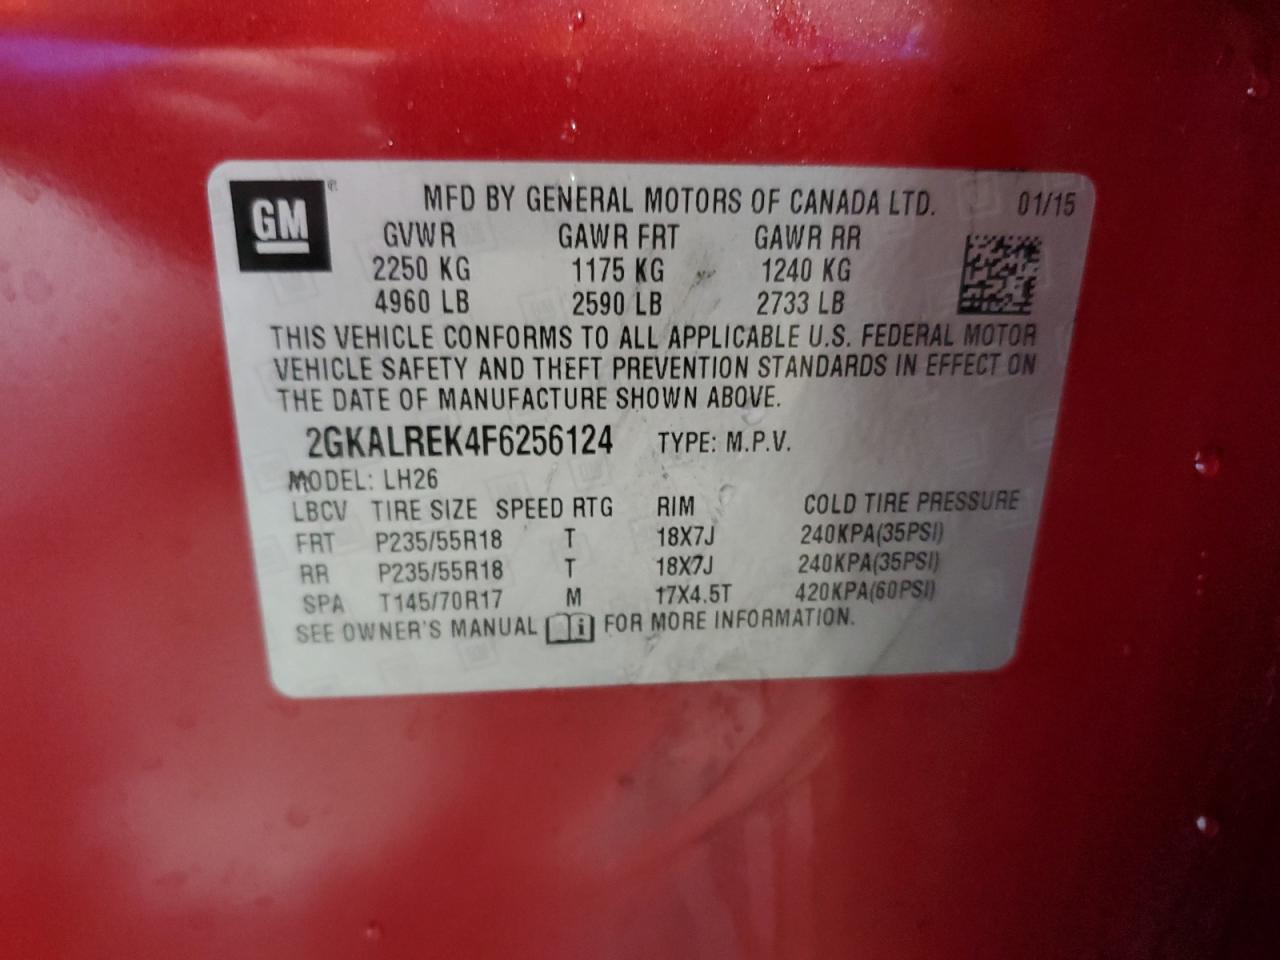 GM ® MFD BY GENERAL MOTORS OF CANADA LTD. 01/15
GVWR GAWR FRT GAWR RR
2250 KG 1175 KG 1240 KG
4960 LB 2590 LB 2733 LB
THIS VEHICLE CONFORMS TO ALL APPLICABLE U.S. FEDERAL MOTOR
VEHICLE SAFETY AND THEFT PREVENTION STANDARDS IN EFFECT ON
THE DATE OF MANUFACTURE SHOWN ABOVE.
2GKALREK4F6256124 TYPE: M.P.V.
MODEL: LH26
LBCV TIRE SIZE SPEED RTG RIM COLD TIRE PRESSURE
FRT P235/55R18 T 18X7J 240KPA(35PSI)
RR P235/55R18 T 18X7J 240KPA(35PSI)
SPA T145/70R17 M 17X4.5T 420KPA(60PSI)
SEE OWNER'S MANUAL i FOR MORE INFORMATION.